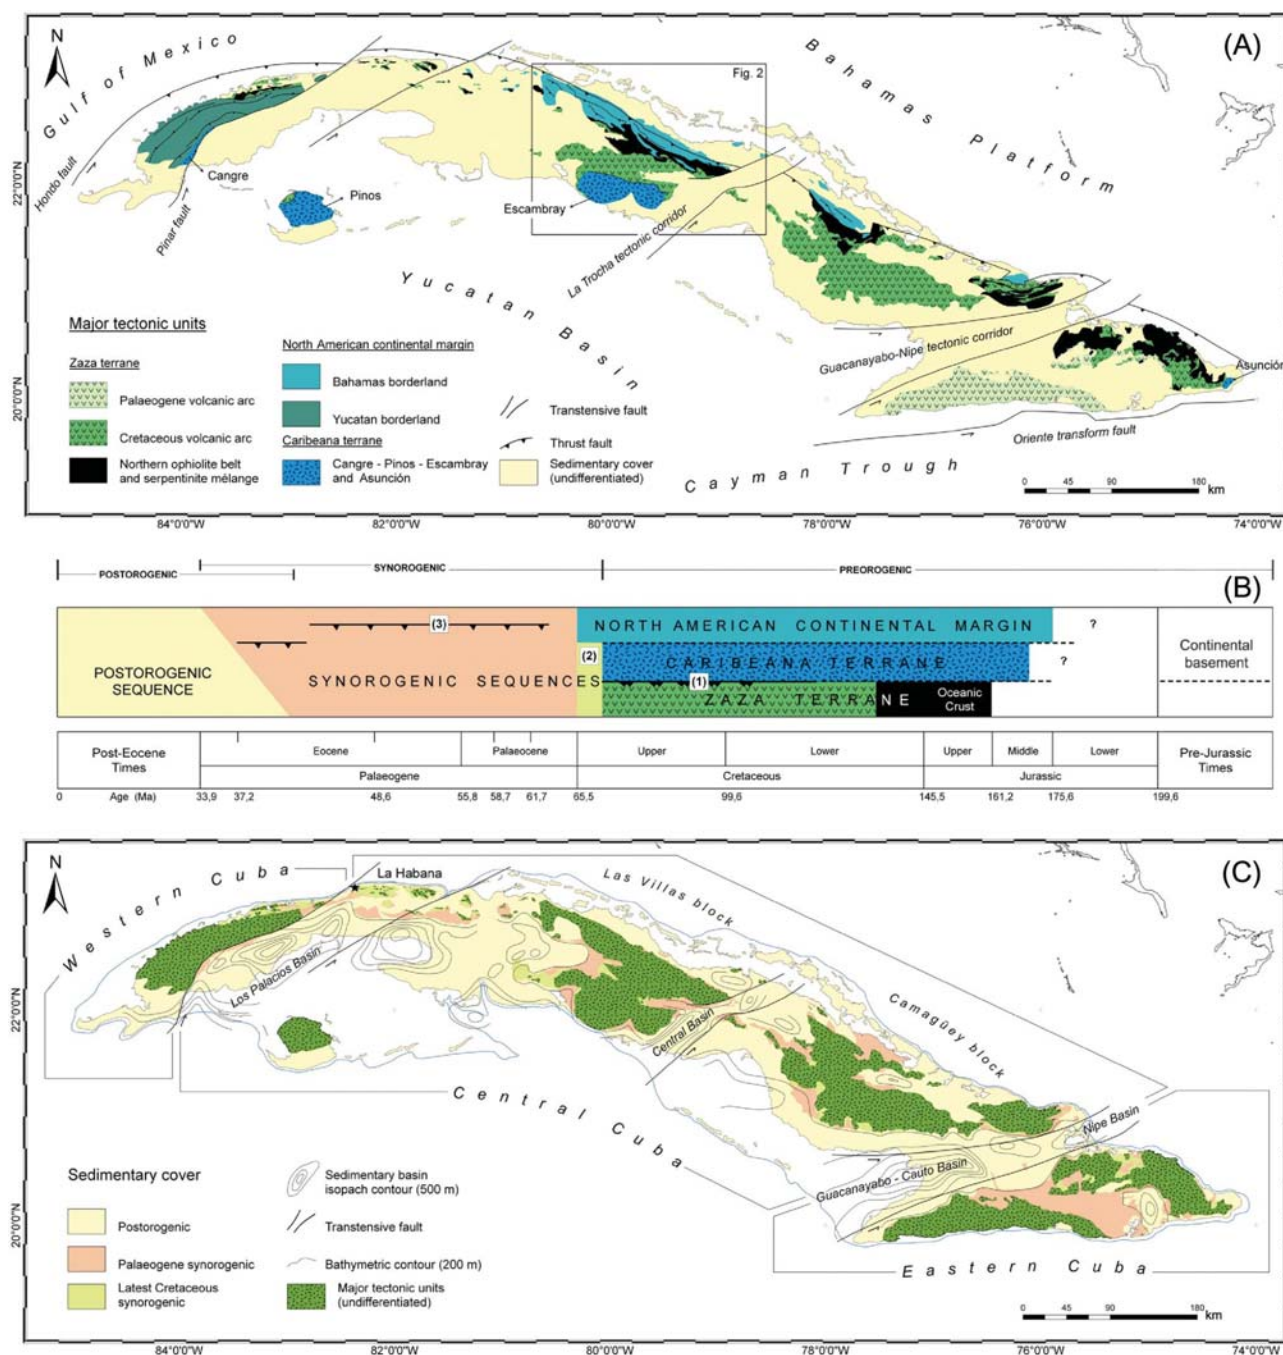 (A)
N
Gulf of Mexico
Bahamas Platform
Fig. 2
22°0'0"N
20°0'0"N
Hondo fault
Pinar fault
Cangre
Pinos
Escambray
La Trocha tectonic corridor
Yucatan Basin
Guacanayabo-Nipe tectonic corridor
Asunción
Oriente transform fault
Cayman Trough
Major tectonic units
Zaza terrane
Palaeogene volcanic arc
Cretaceous volcanic arc
Northern ophiolite belt
and serpentinite mélange
North American continental margin
Bahamas borderland
Yucatan borderland
Caribeana terrane
Cangre - Pinos - Escambray
and Asunción
Transtensive fault
Thrust fault
Sedimentary cover
(undifferentiated)
0 45 90 180
km
84°0'0"W 82°0'0"W 80°0'0"W 78°0'0"W 76°0'0"W 74°0'0"W
(B)
POSTOROGENIC
SYNOROGENIC
PREOROGENIC
NORTH AMERICAN CONTINENTAL MARGIN
?
(3)
(2)
CARIBEANA TERRANE
?
Continental
basement
POSTOROGENIC
SEQUENCE
SYNOROGENIC SEQUENCES
(1)
ZAZA TERRANE
Oceanic
Crust
Post-Eocene
Times
Eocene
Palaeocene
Upper
Lower
Upper
Middle
Lower
Pre-Jurassic
Times
Palaeogene
Cretaceous
Jurassic
0 Age (Ma) 33,9 37,2 48,6 55,8 58,7 61,7 65,5 99,6 145,5 161,2 175,6 199,6
(C)
N
Western Cuba
La Habana
Las Villas block
22°0'0"N
20°0'0"N
Los Palacios Basin
Central Basin
Camagüey block
Central Cuba
Nipe Basin
Guacanayabo - Cauto Basin
Eastern Cuba
Sedimentary cover
Postorogenic
Palaeogene synorogenic
Latest Cretaceous
synorogenic
Sedimentary basin
isopach contour (500 m)
Transtensive fault
Bathymetric contour (200 m)
Major tectonic units
(undifferentiated)
0 45 90 180
km
84°0'0"W 82°0'0"W 80°0'0"W 78°0'0"W 76°0'0"W 74°0'0"W